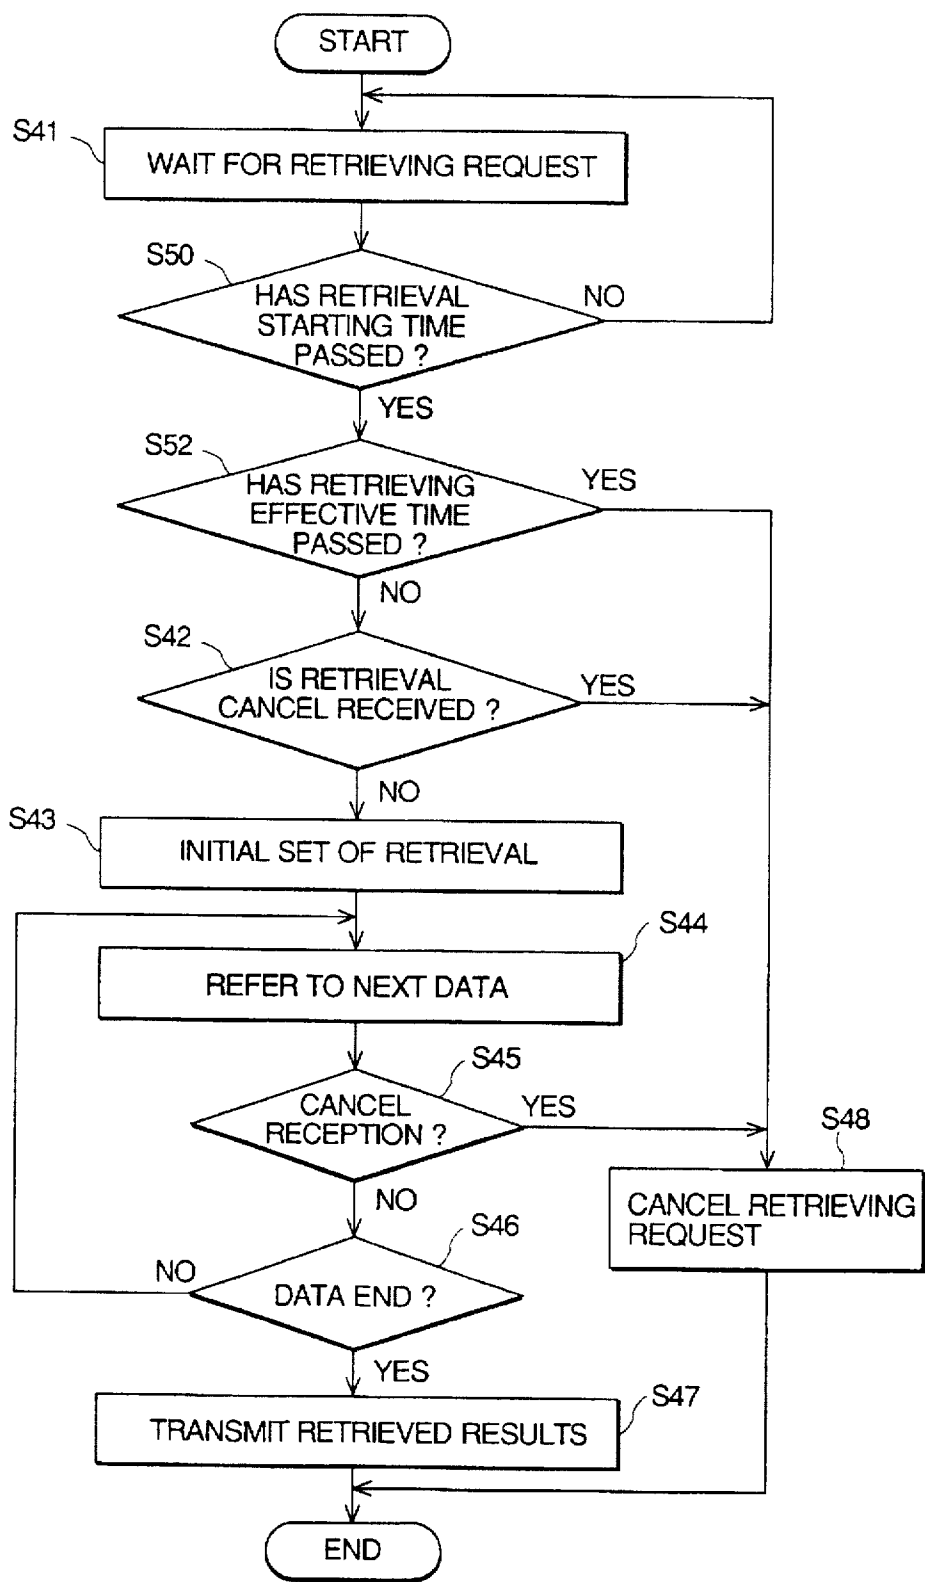 START
S41
WAIT FOR RETRIEVING REQUEST
S50
HAS RETRIEVAL
STARTING TIME
PASSED ?
NO
YES
S52
HAS RETRIEVING
EFFECTIVE TIME
PASSED ?
YES
NO
S42
IS RETRIEVAL
CANCEL RECEIVED ?
YES
NO
S43
INITIAL SET OF RETRIEVAL
S44
REFER TO NEXT DATA
S45
CANCEL
RECEPTION ?
YES
S48
CANCEL RETRIEVING
REQUEST
NO
S46
NO
DATA END ?
YES
S47
TRANSMIT RETRIEVED RESULTS
END